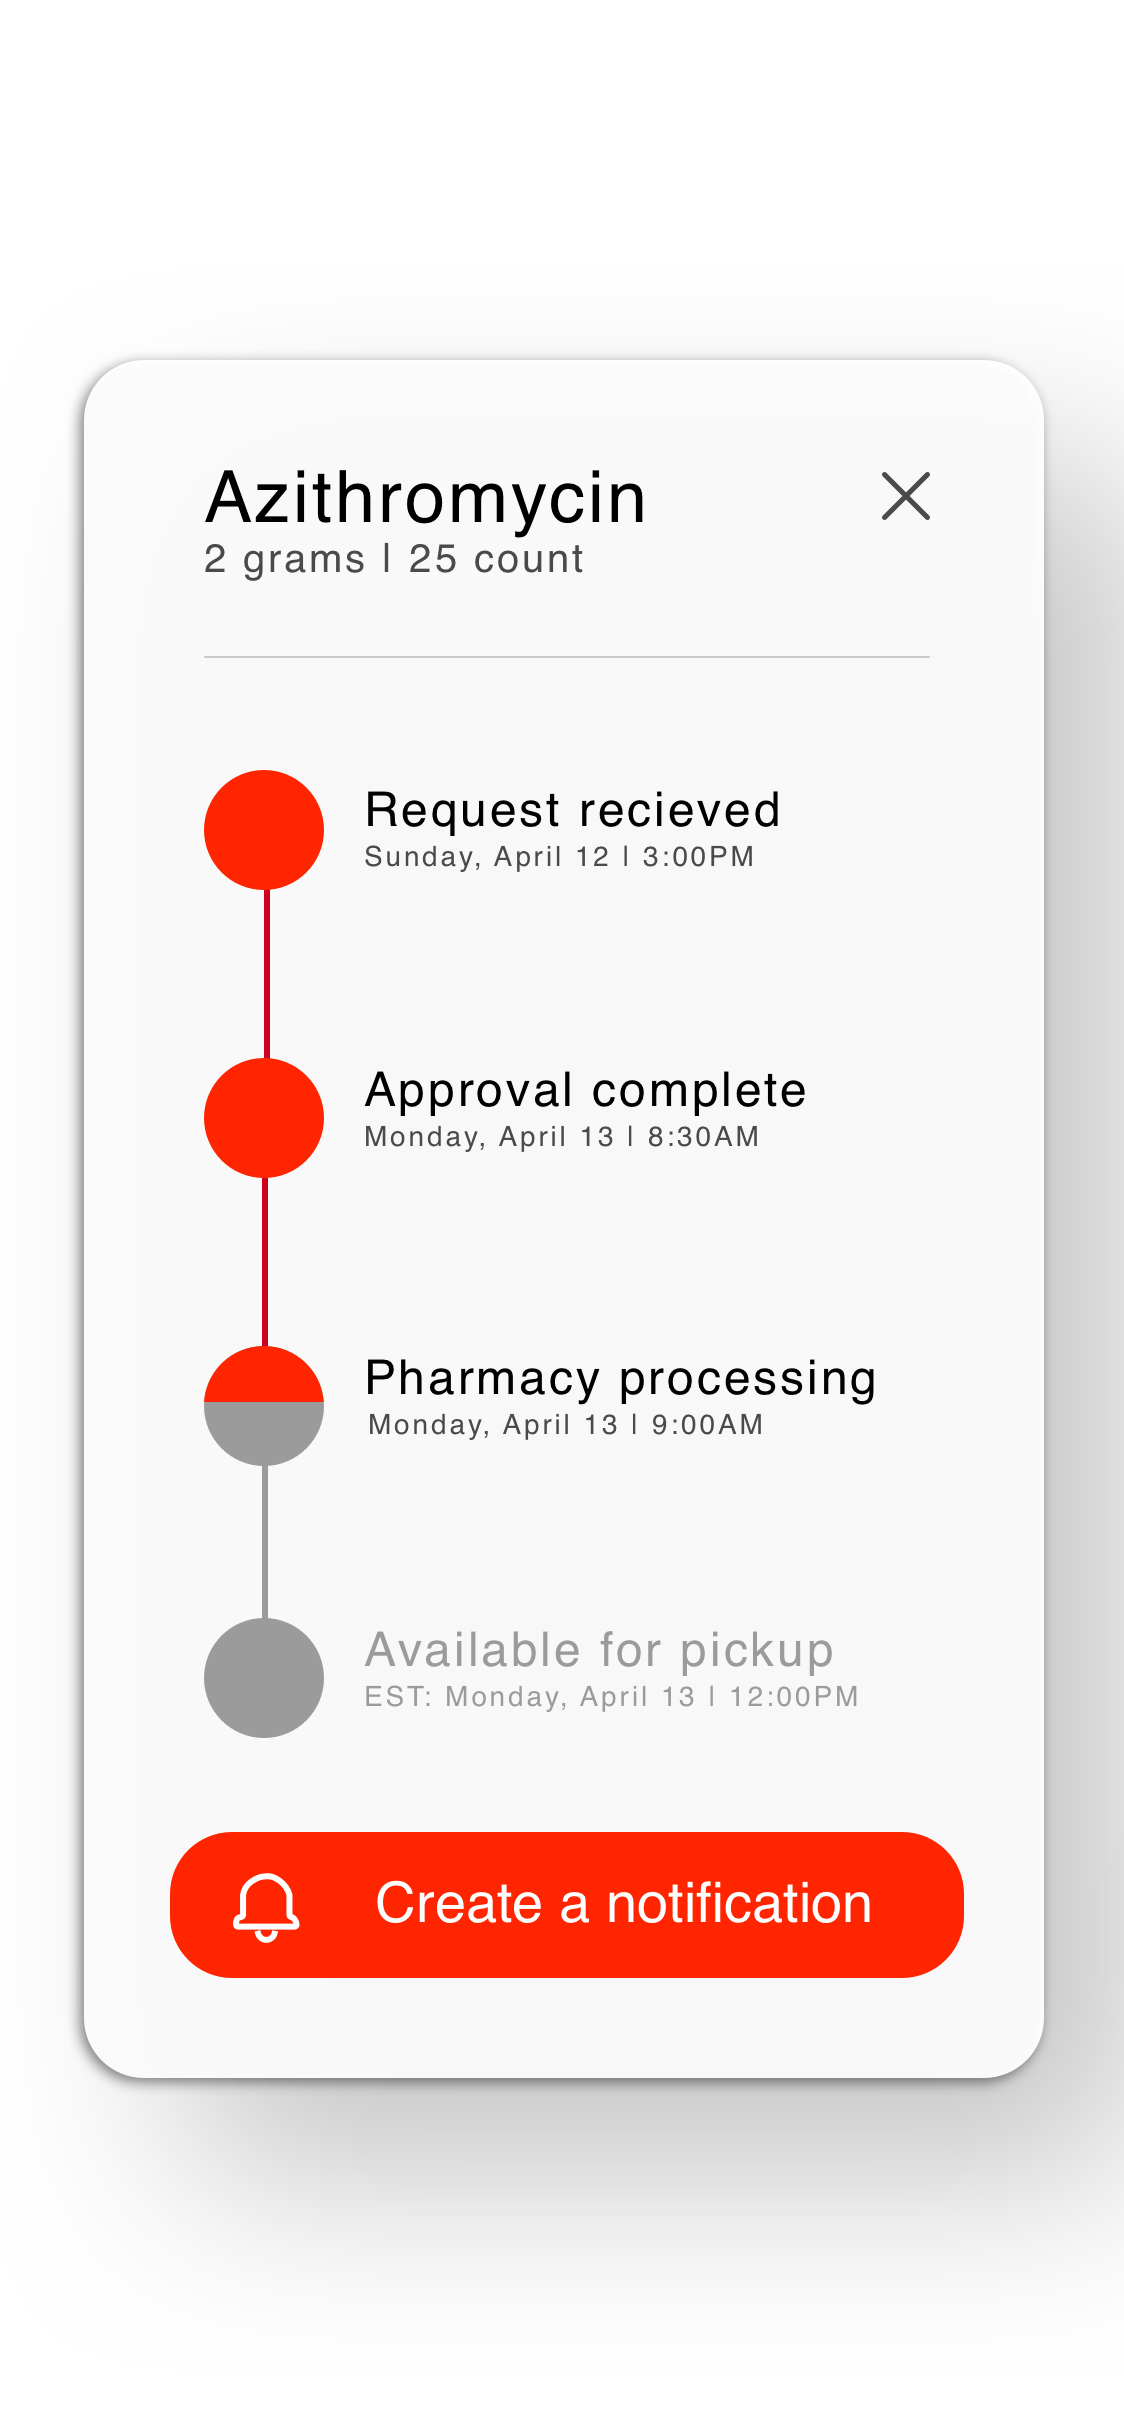 Azithromycin
2 grams | 25 count
Request recieved
Sunday, April 12 | 3:00PM
Approval complete
Monday, April 13 | 8:30AM
Pharmacy processing
Monday, April 13 | 9:00AM
Available for pickup
EST: Monday, April 13 | 12:00PM
Create a notification